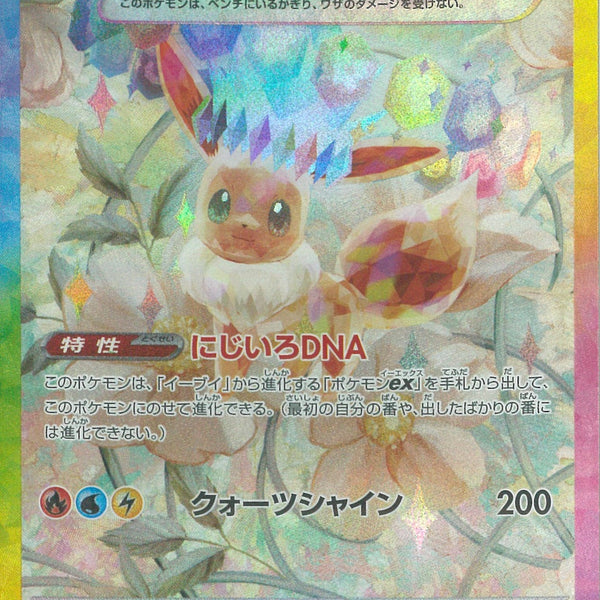 このポケモンは、ベンチにいるかぎり、ワザのダメージを受けない。
特性 とくせい にじいろDNA
このポケモンは、「イーブイ」から進化する「ポケモンex」を手札から出して、
このポケモンにのせて進化できる。（最初の自分の番や、出したばかりの番に
は進化できない。）
クォーツシャイン 200